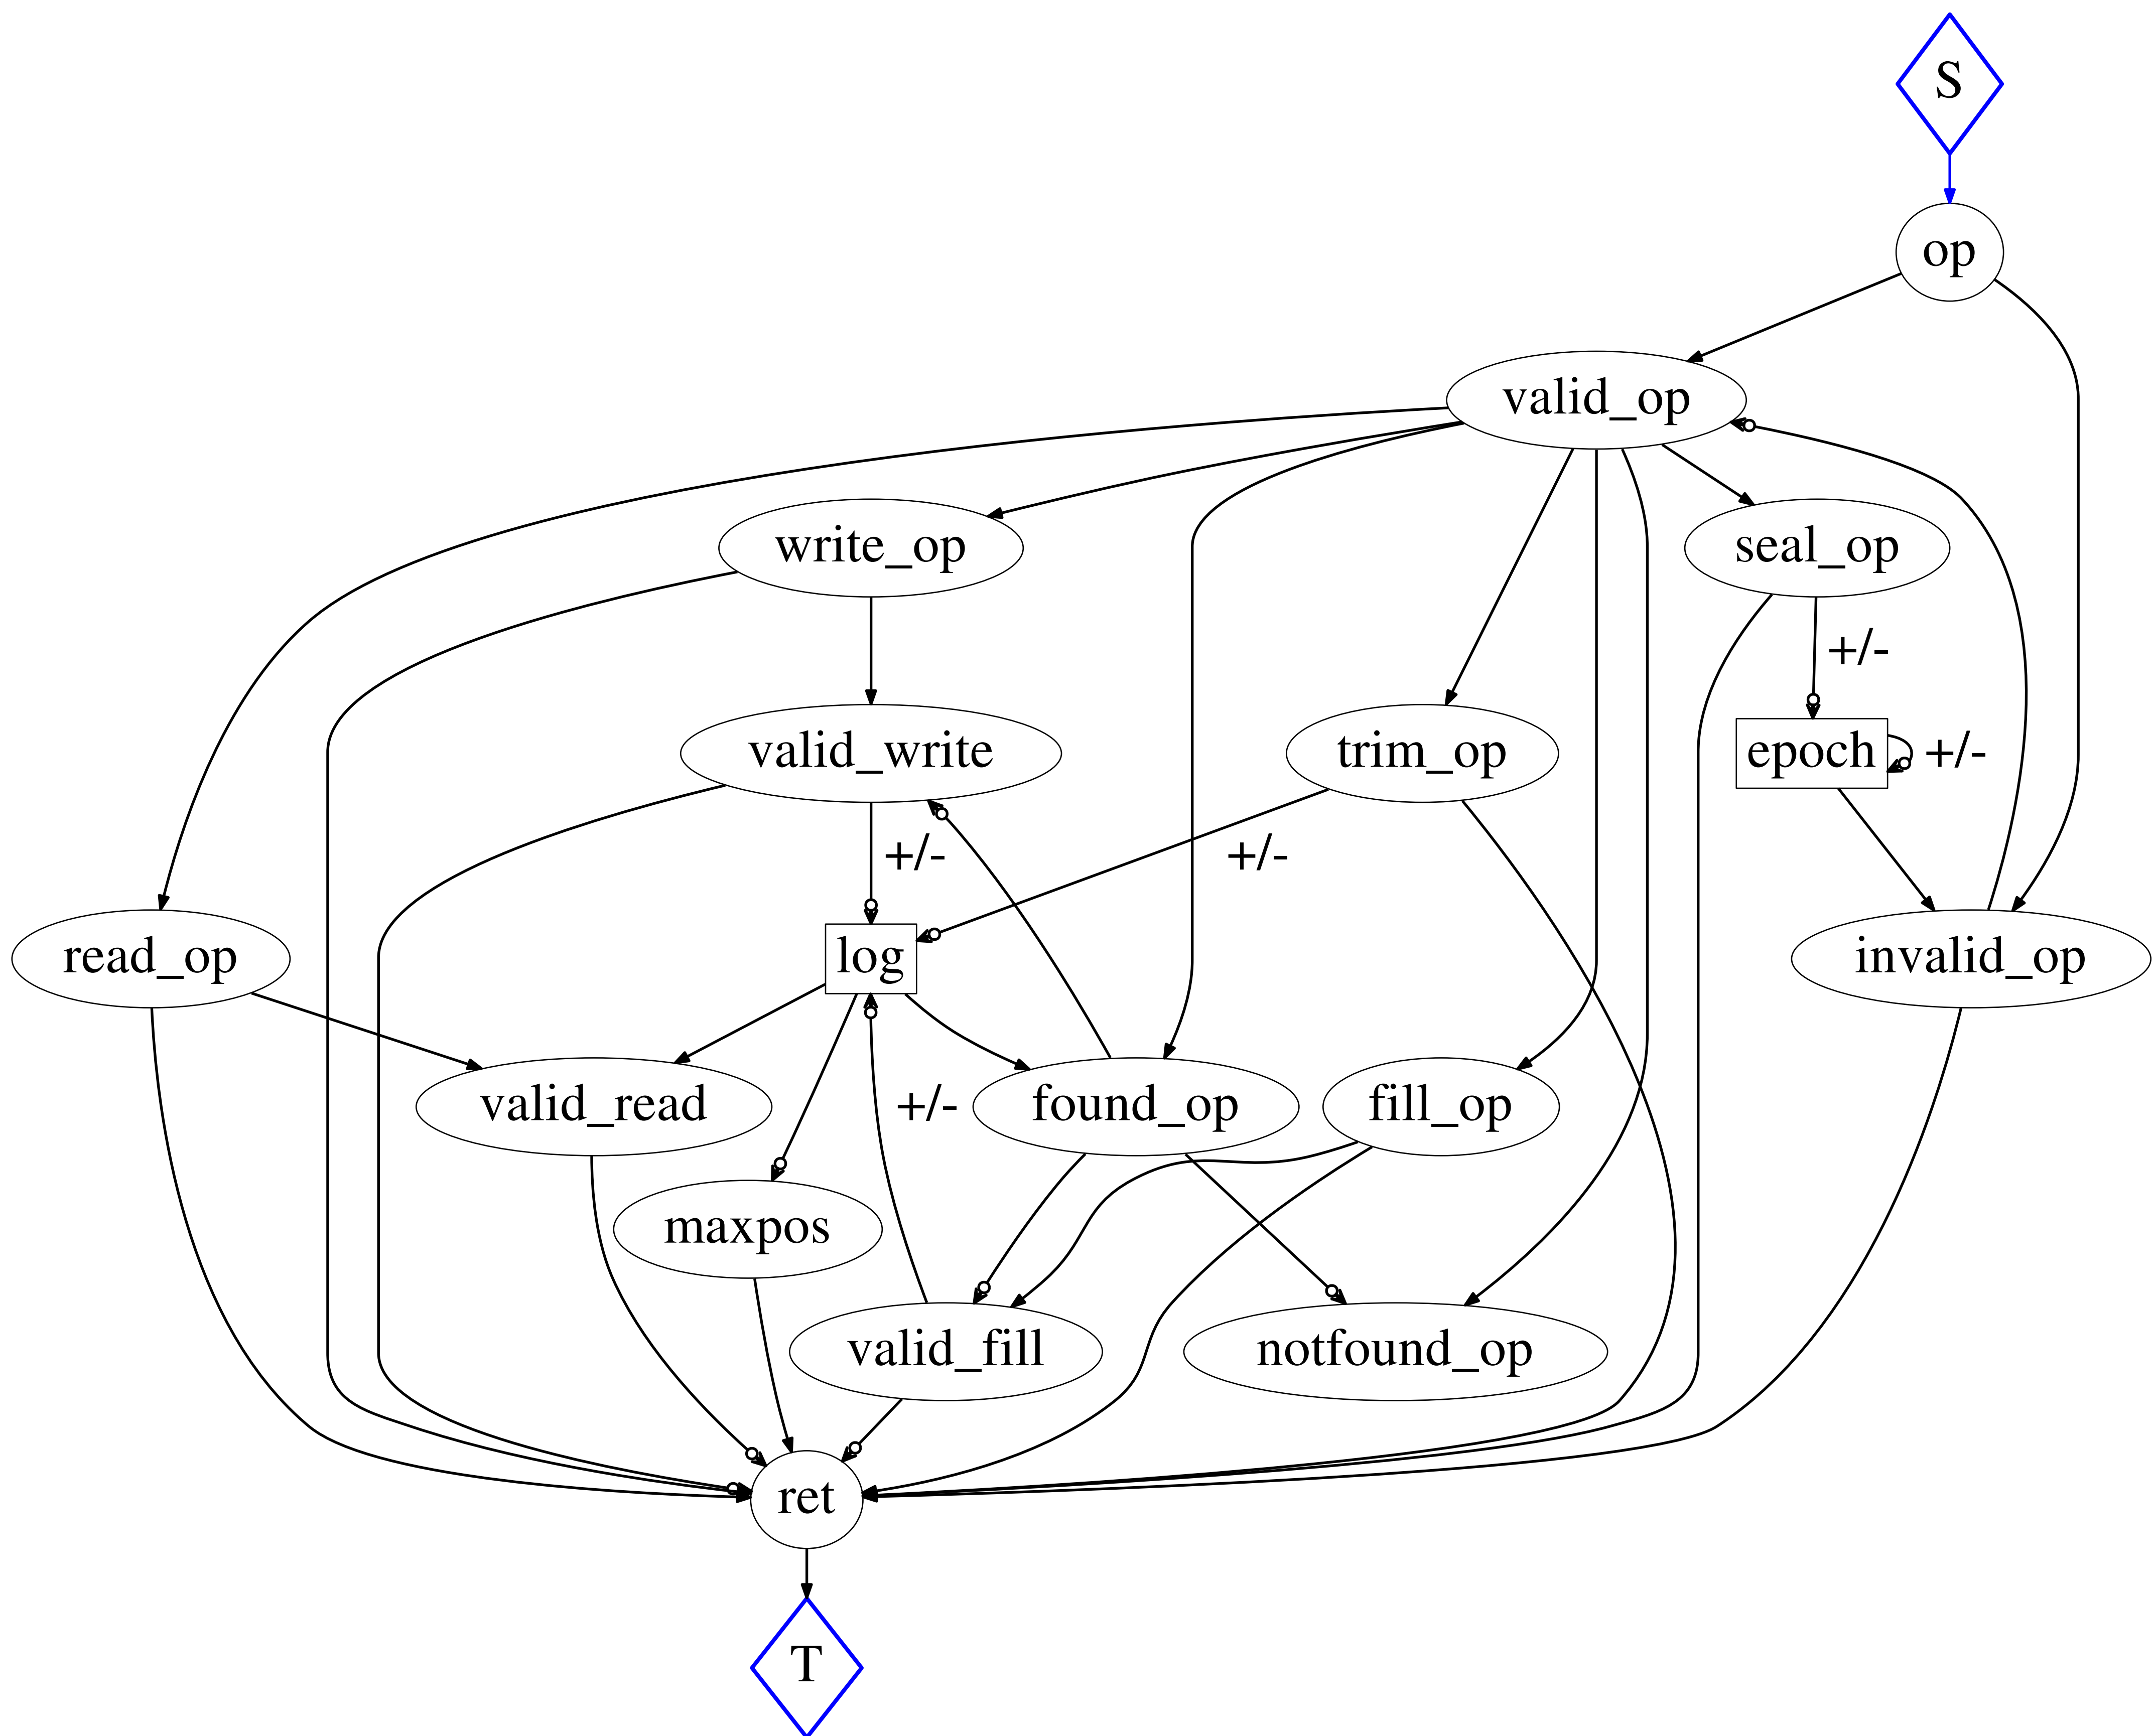 S
op
valid_op
write_op
seal_op
+/-
valid_write
trim_op
epoch
+/-
+/-
+/-
read_op
log
invalid_op
valid_read
+/-
found_op
fill_op
maxpos
valid_fill
notfound_op
ret
T